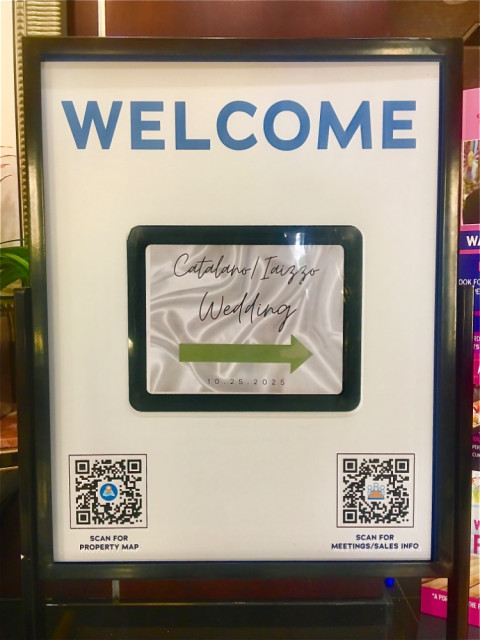 WELCOME
Catalano/Iaizzo
Wedding
10.25.2025
SCAN FOR
PROPERTY MAP
SCAN FOR
MEETINGS/SALES INFO